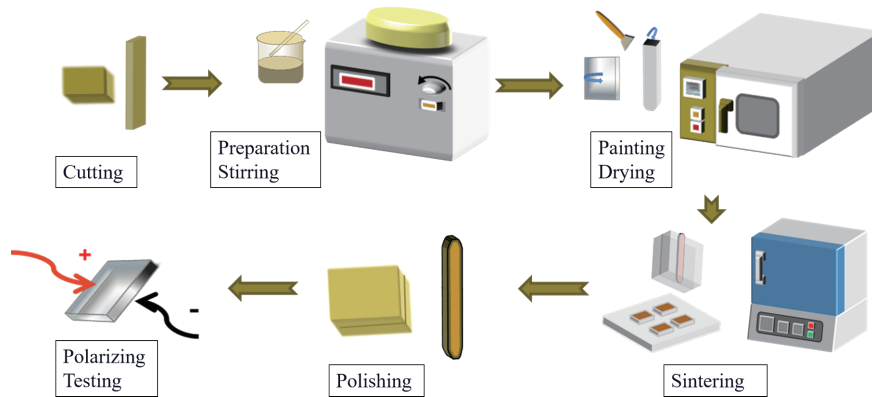 Cutting
Preparation
Stirring
Painting
Drying
+
-
Polarizing
Testing
Polishing
Sintering